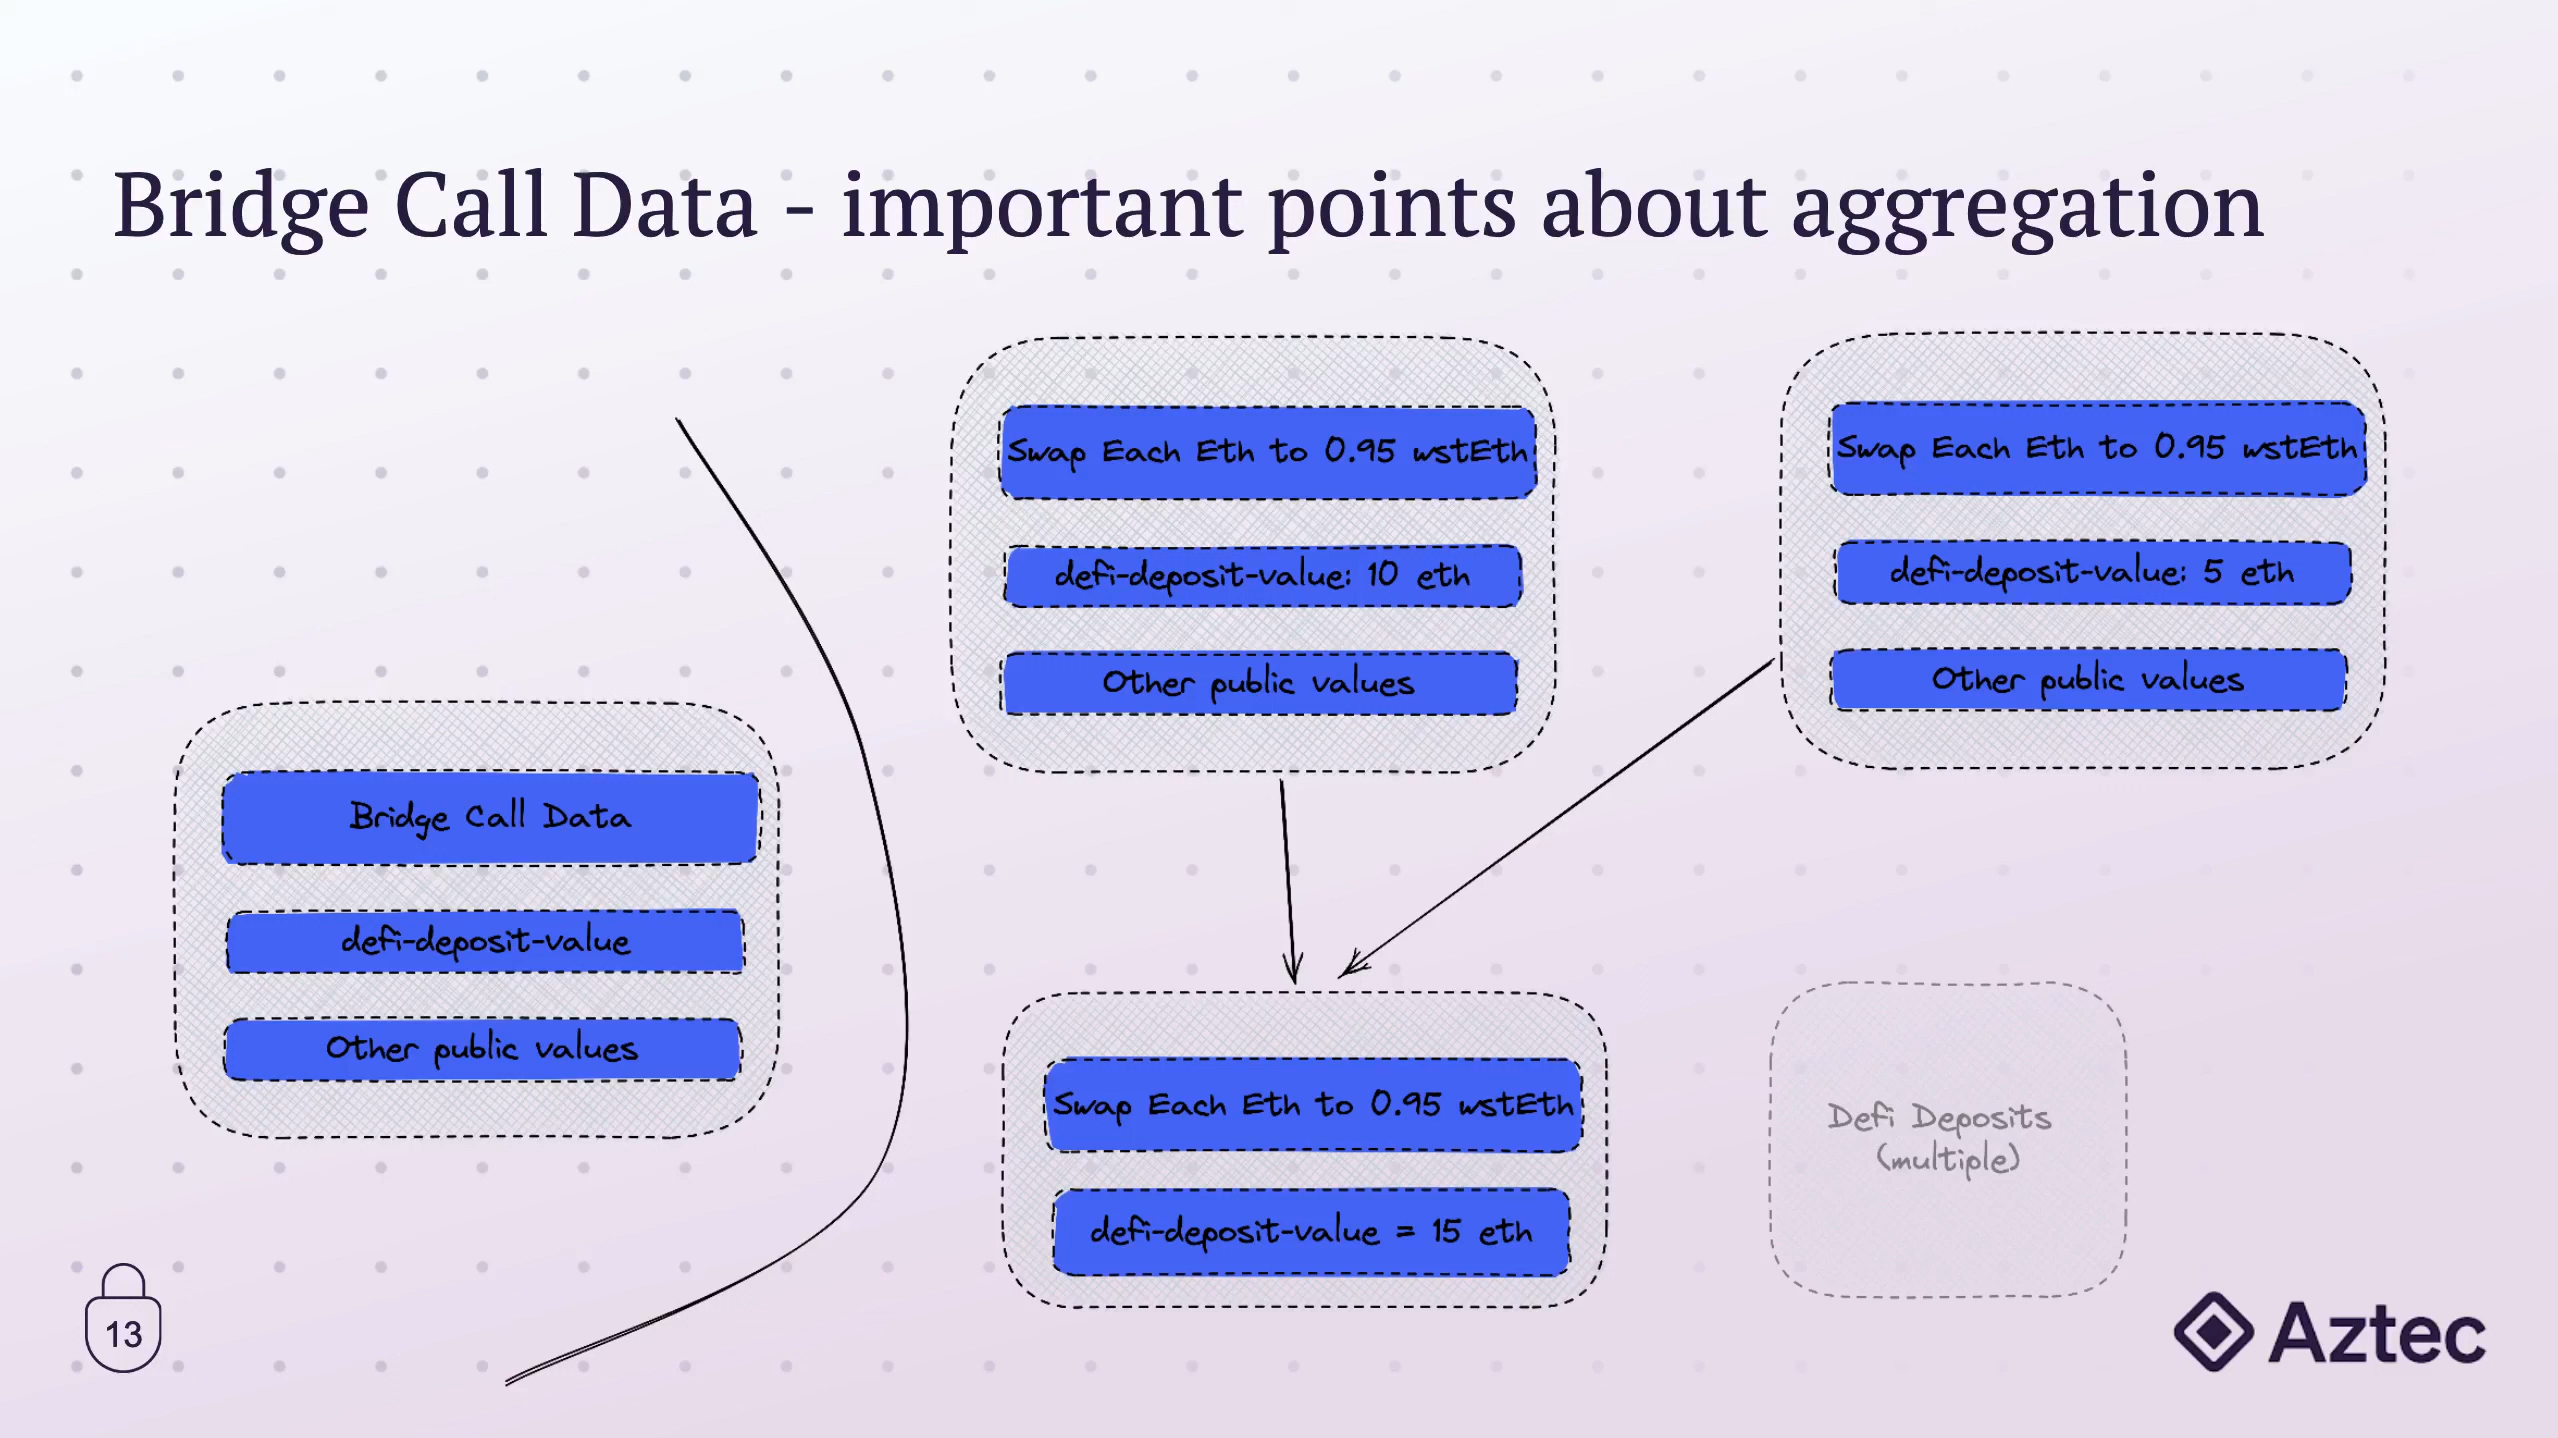 Bridge Call Data - important points about aggregation
Swap Each Eth to 0.95 wstEth
defi-deposit-value: 10 eth
Other public values
Swap Each Eth to 0.95 wstEth
defi-deposit-value: 5 eth
Other public values
Bridge Call Data
defi-deposit-value
Other public values
Swap Each Eth to 0.95 wstEth
defi-deposit-value = 15 eth
Defi Deposits
(multiple)
13
Aztec